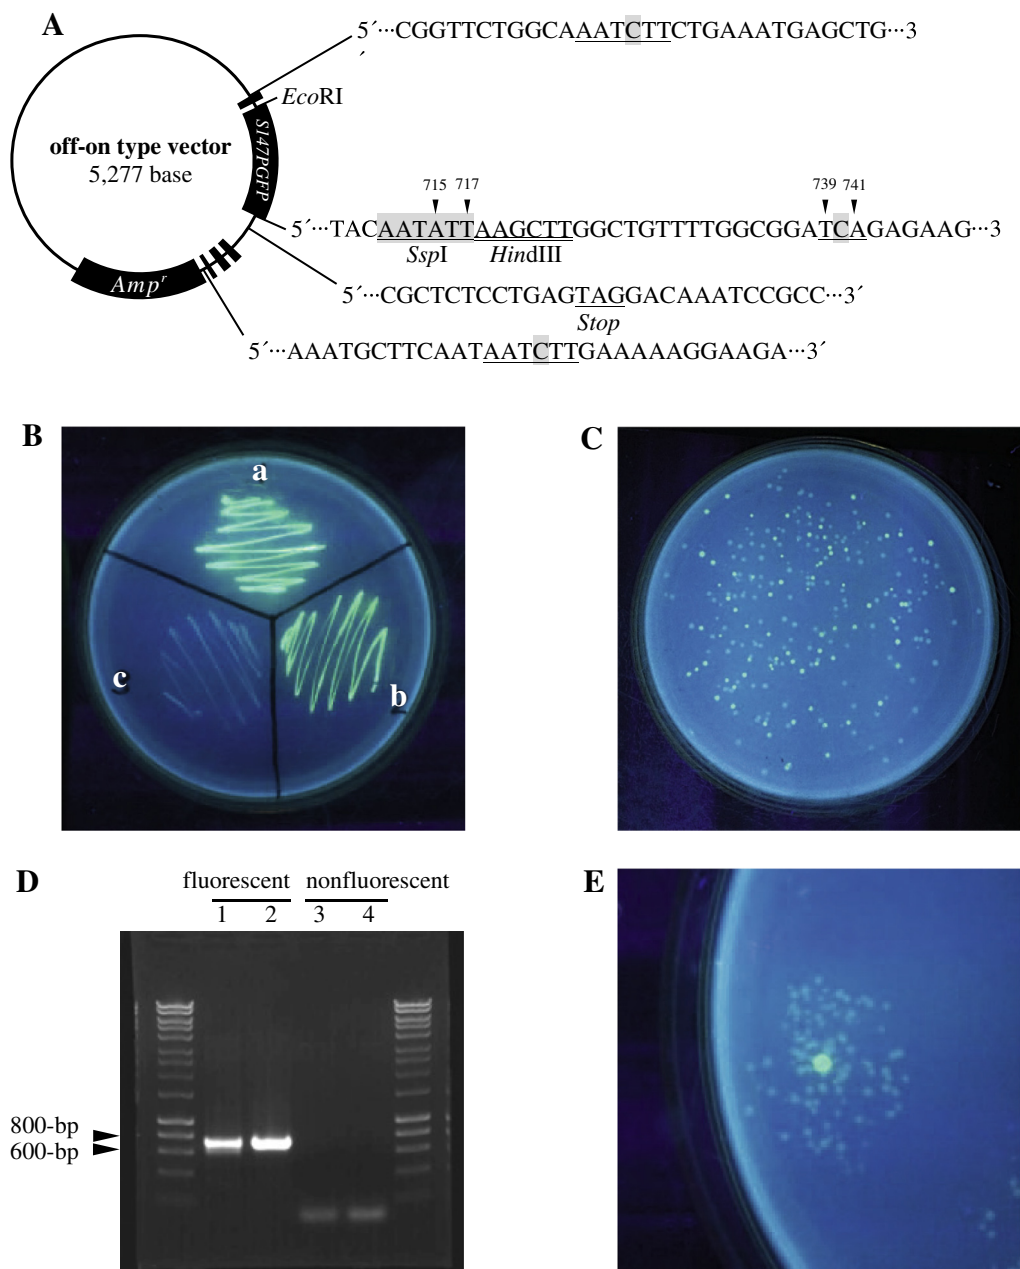 A
5´···CGGTTCTGGCAAATCTTCTGAAATGAGCTG···3
´
EcoRI
S147PGFP
off-on type vector
5,277 base
715 717 739 741
5´···TACAATATTAAGCTTGGCTGTTTTGGCGGATCAGAGAAG···3
SspI HindIII
Amp^r
5´···CGCTCTCCTGAGTAGGACAAATCCGCC···3´
Stop
5´···AAATGCTTCAATAATCTTGAAAAAGGAAGA···3´
B
a
b
c
C
D
fluorescent nonfluorescent
1 2 3 4
800-bp
600-bp
E